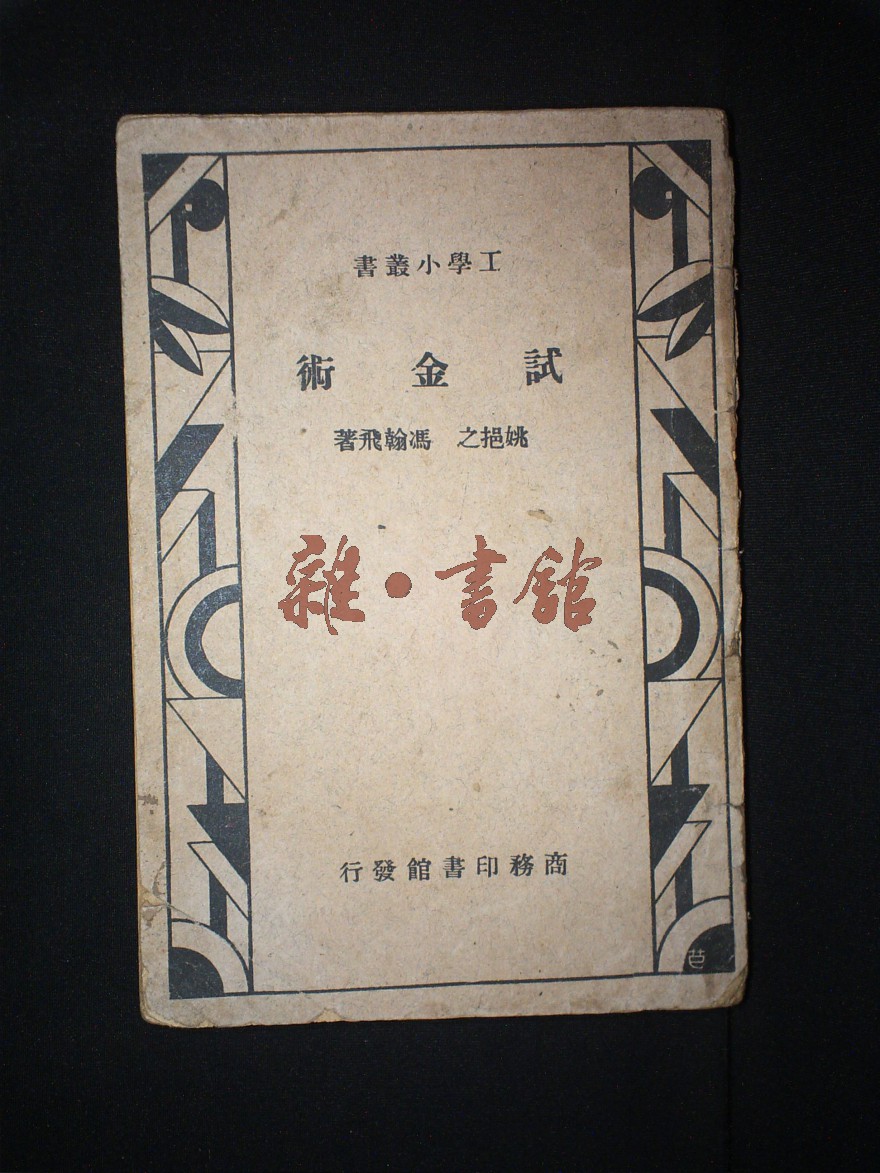 工學小叢書
試金術
姚挹之 馮翰飛著
雜·書館
商務印書館發行